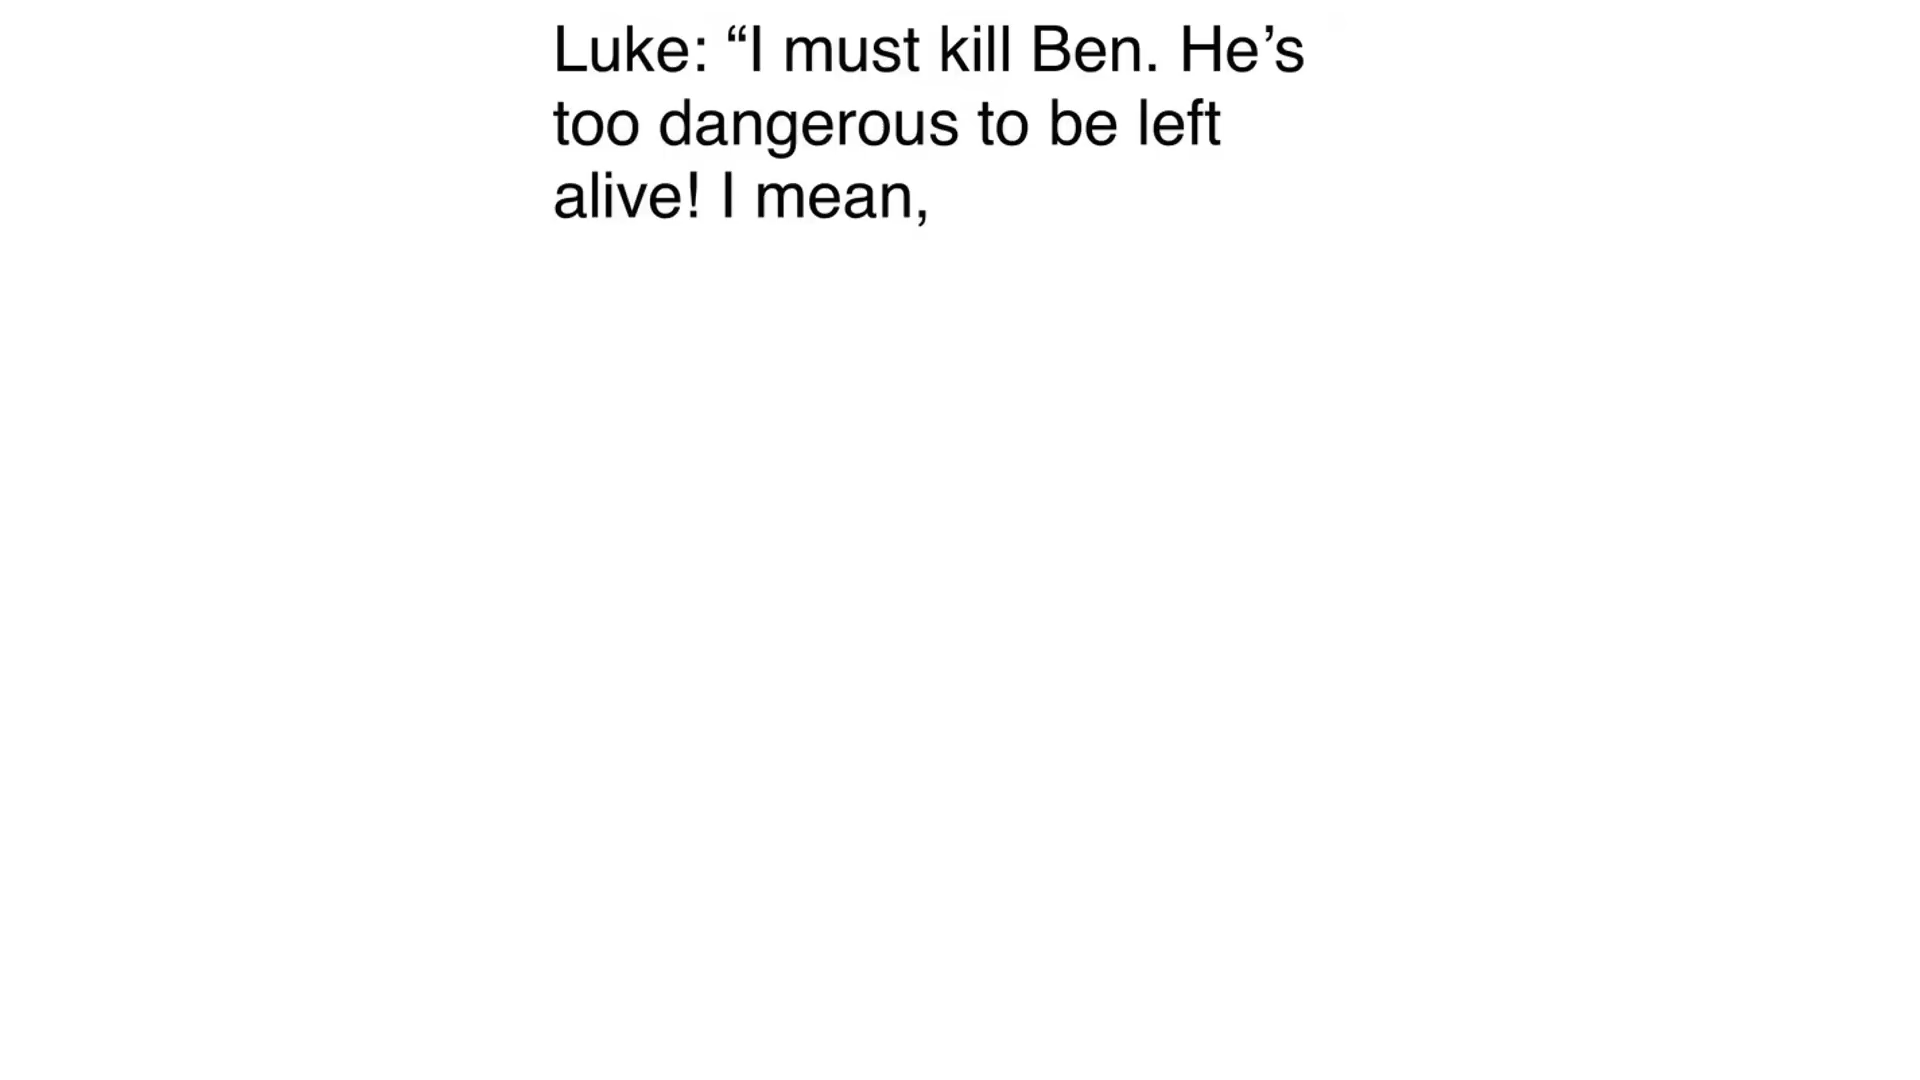 Luke: “I must kill Ben. He’s
too dangerous to be left
alive! I mean,